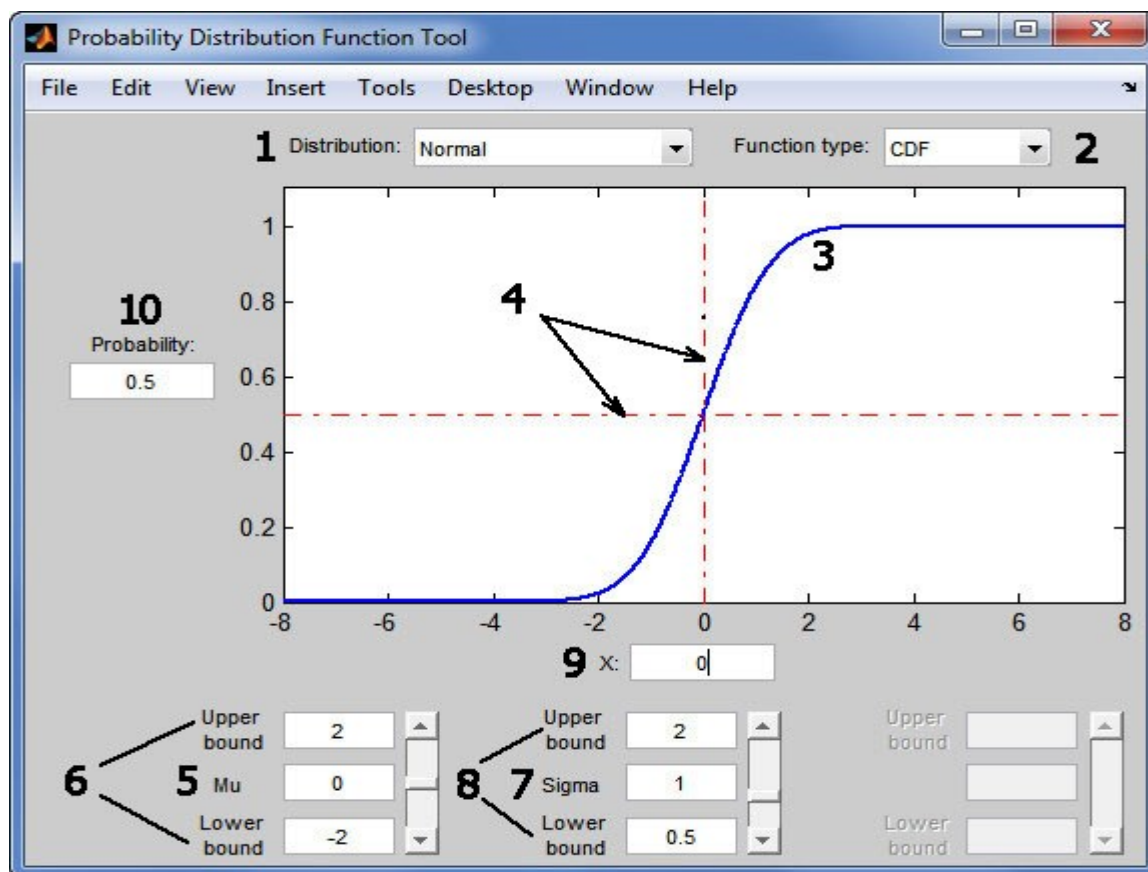 Probability Distribution Function Tool
File Edit View Insert Tools Desktop Window Help
1 Distribution: Normal Function type: CDF 2
1
3
4
10
0.8
Probability:
0.5
0.6
0.4
0.2
0
-8 -6 -4 -2 0 2 4 6 8
9 X: 0
Upper bound 2 Upper bound 2 Upper bound
6 5 Mu 0 8 7 Sigma 1
Lower bound -2 Lower bound 0.5 Lower bound